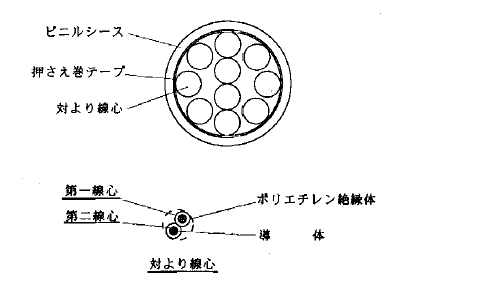 ビニルシース
押さえ巻テープ
対より線心
第一線心
第二線心
ポリエチレン絶縁体
導 体
対より線心